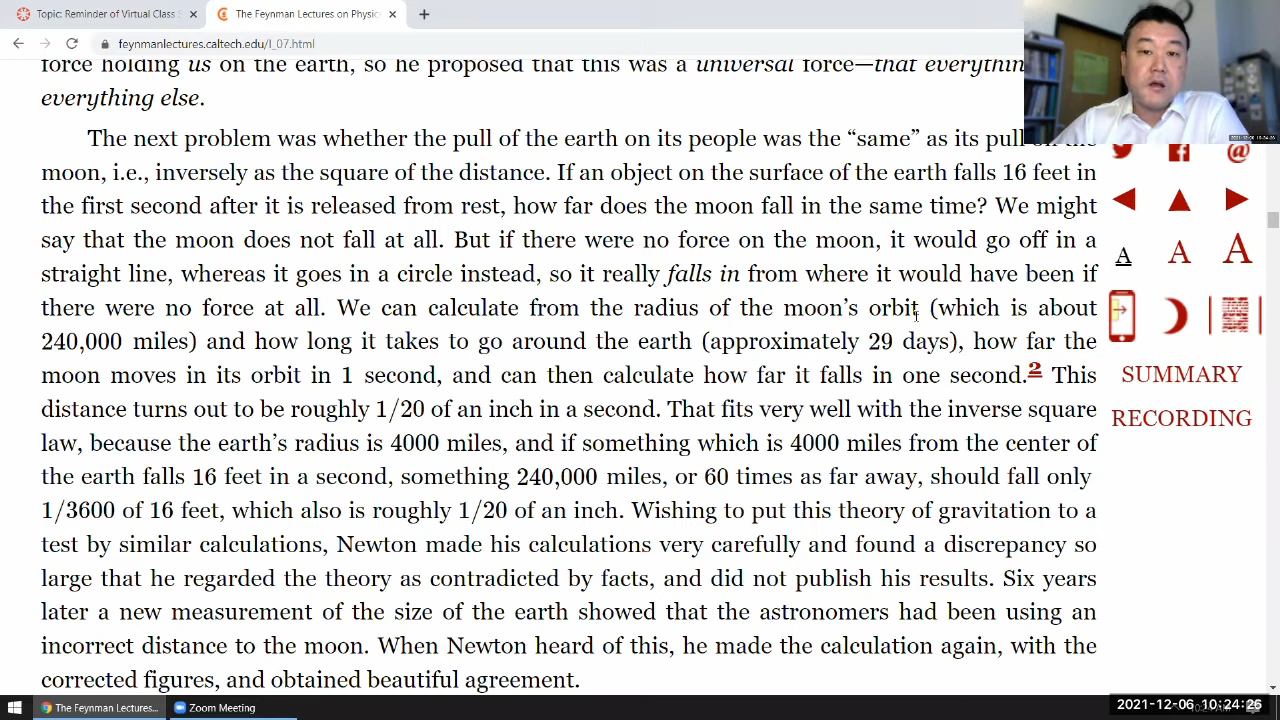 Topic: Reminder of Virtual Class S
The Feynman Lectures on Physic
feynmanlectures.caltech.edu/I_07.html
force holding us on the earth, so he proposed that this was a universal force—that everythin
everything else.
The next problem was whether the pull of the earth on its people was the “same” as its pull on the
moon, i.e., inversely as the square of the distance. If an object on the surface of the earth falls 16 feet in
the first second after it is released from rest, how far does the moon fall in the same time? We might
say that the moon does not fall at all. But if there were no force on the moon, it would go off in a
straight line, whereas it goes in a circle instead, so it really falls in from where it would have been if
there were no force at all. We can calculate from the radius of the moon’s orbit (which is about
240,000 miles) and how long it takes to go around the earth (approximately 29 days), how far the
moon moves in its orbit in 1 second, and can then calculate how far it falls in one second.2 This
distance turns out to be roughly 1/20 of an inch in a second. That fits very well with the inverse square
law, because the earth’s radius is 4000 miles, and if something which is 4000 miles from the center of
the earth falls 16 feet in a second, something 240,000 miles, or 60 times as far away, should fall only
1/3600 of 16 feet, which also is roughly 1/20 of an inch. Wishing to put this theory of gravitation to a
test by similar calculations, Newton made his calculations very carefully and found a discrepancy so
large that he regarded the theory as contradicted by facts, and did not publish his results. Six years
later a new measurement of the size of the earth showed that the astronomers had been using an
incorrect distance to the moon. When Newton heard of this, he made the calculation again, with the
corrected figures, and obtained beautiful agreement.
@
A A A
SUMMARY
RECORDING
The Feynman Lectures...
Zoom Meeting
2021-12-06 10:24:26